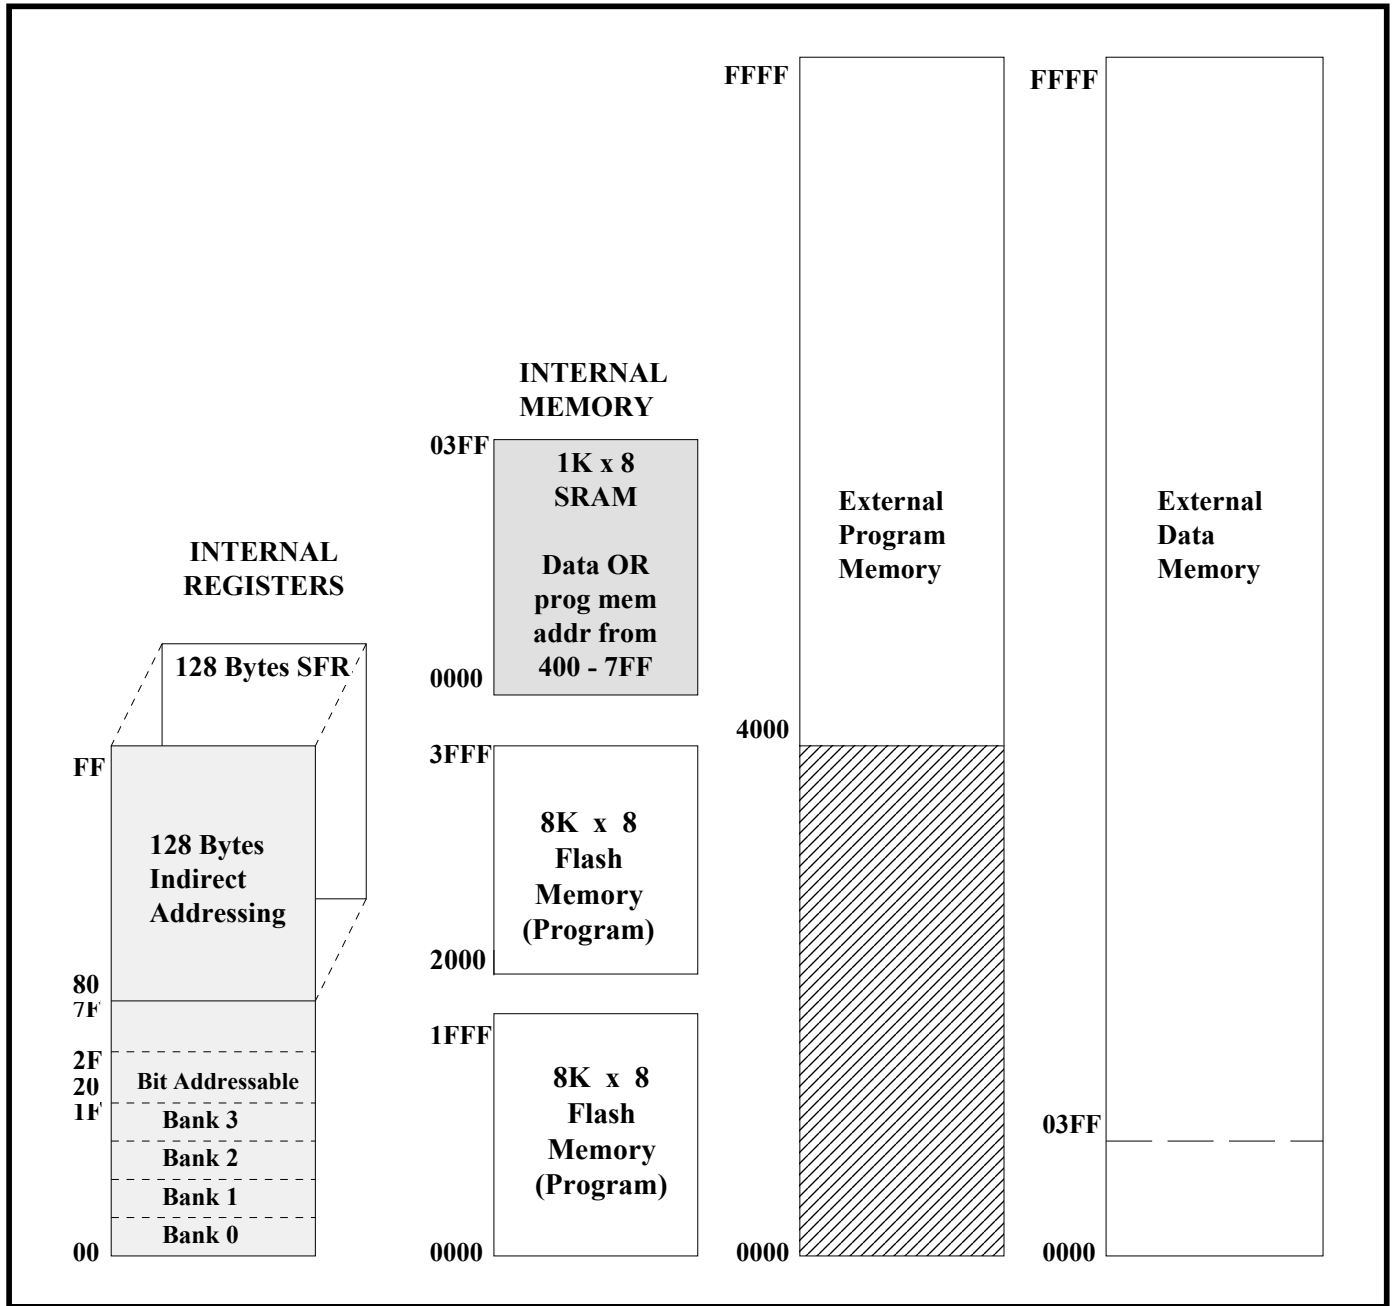 INTERNAL
REGISTERS
128 Bytes SFR
FF
128 Bytes
Indirect
Addressing
80
7F
2F
20
Bit Addressable
1F
Bank 3
Bank 2
Bank 1
Bank 0
00
INTERNAL
MEMORY
03FF
1K x 8
SRAM
Data OR
prog mem
addr from
400 - 7FF
0000
3FFF
8K x 8
Flash
Memory
(Program)
2000
1FFF
8K x 8
Flash
Memory
(Program)
0000
FFFF
External
Program
Memory
4000
0000
FFFF
External
Data
Memory
03FF
0000